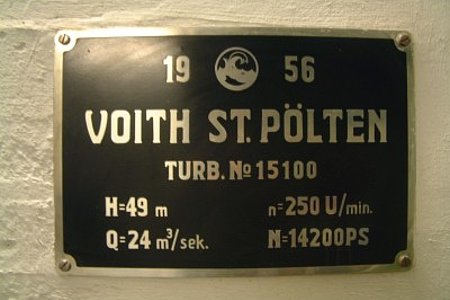 19 56
VOITH ST. PÖLTEN
TURB. No 15100
H=49 m n=250 U/min.
Q=24 m³/sek. N=14200PS